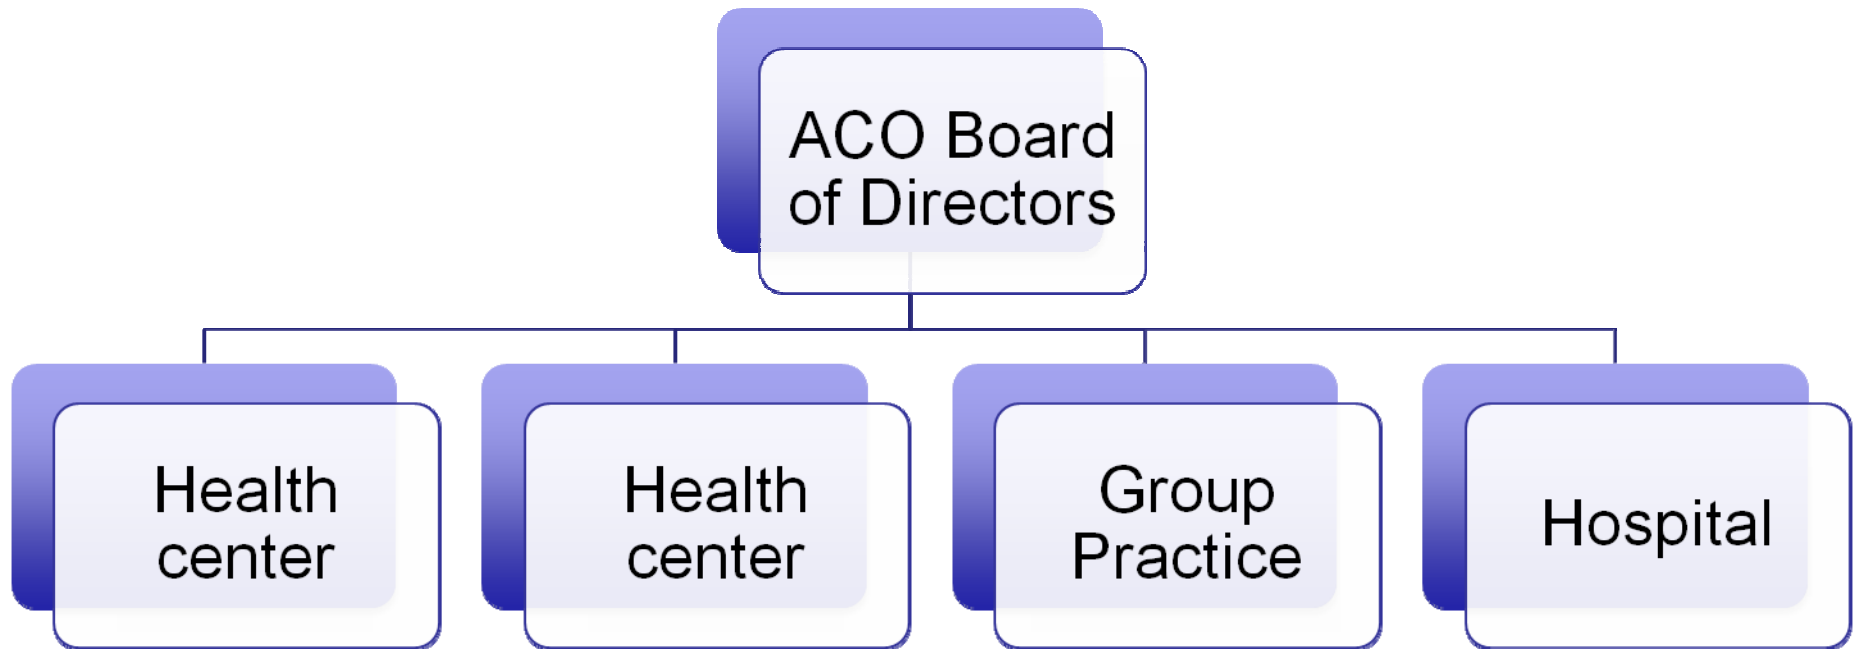 ACO Board
of Directors
Health
center
Health
center
Group
Practice
Hospital